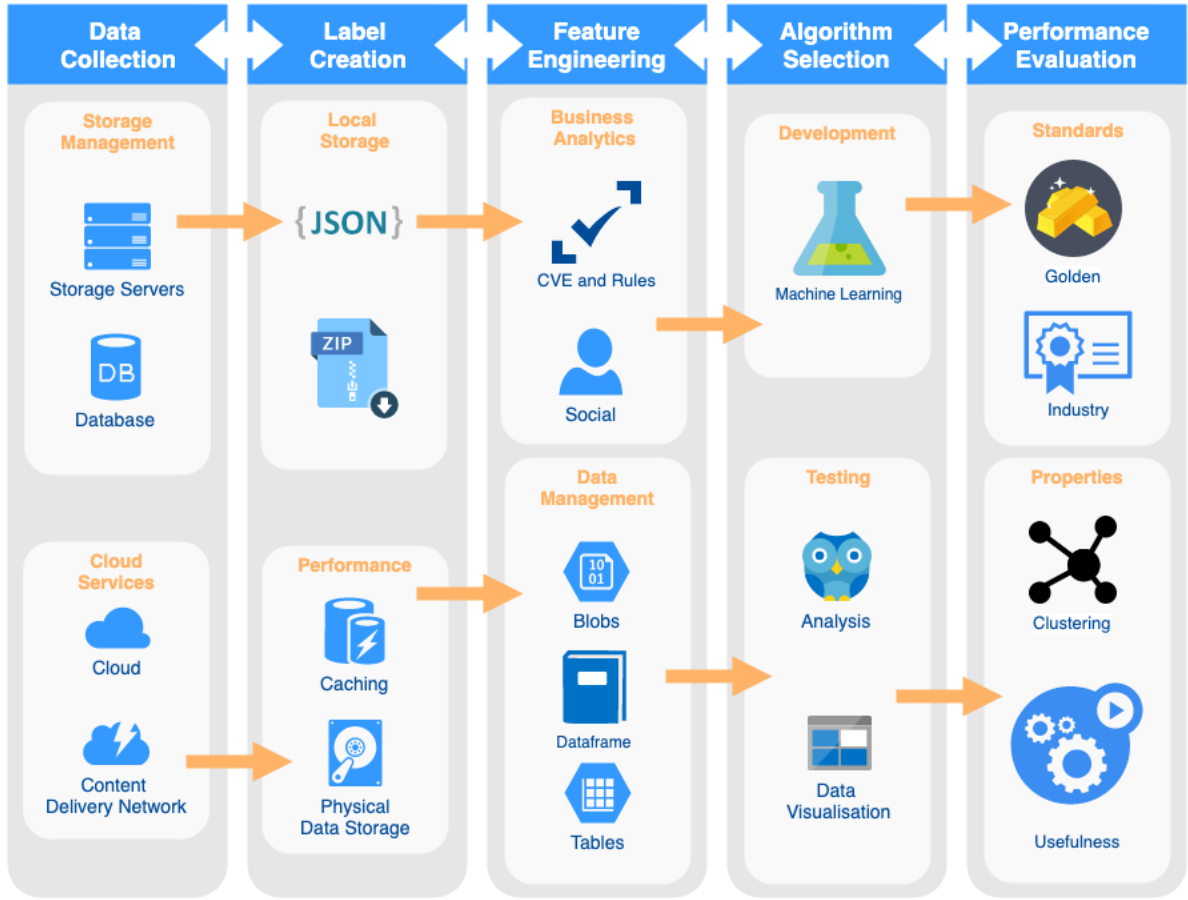 Data
Collection
Label
Creation
Feature
Engineering
Algorithm
Selection
Performance
Evaluation
Storage
Management
Storage Servers
DB
Database
Cloud
Services
Cloud
Content
Delivery Network
Local
Storage
{JSON}
ZIP
Performance
Caching
Physical
Data Storage
Business
Analytics
CVE and Rules
Social
Data
Management
10
01
Blobs
Dataframe
Tables
Development
Machine Learning
Testing
Analysis
Data
Visualisation
Standards
Golden
Industry
Properties
Clustering
Usefulness